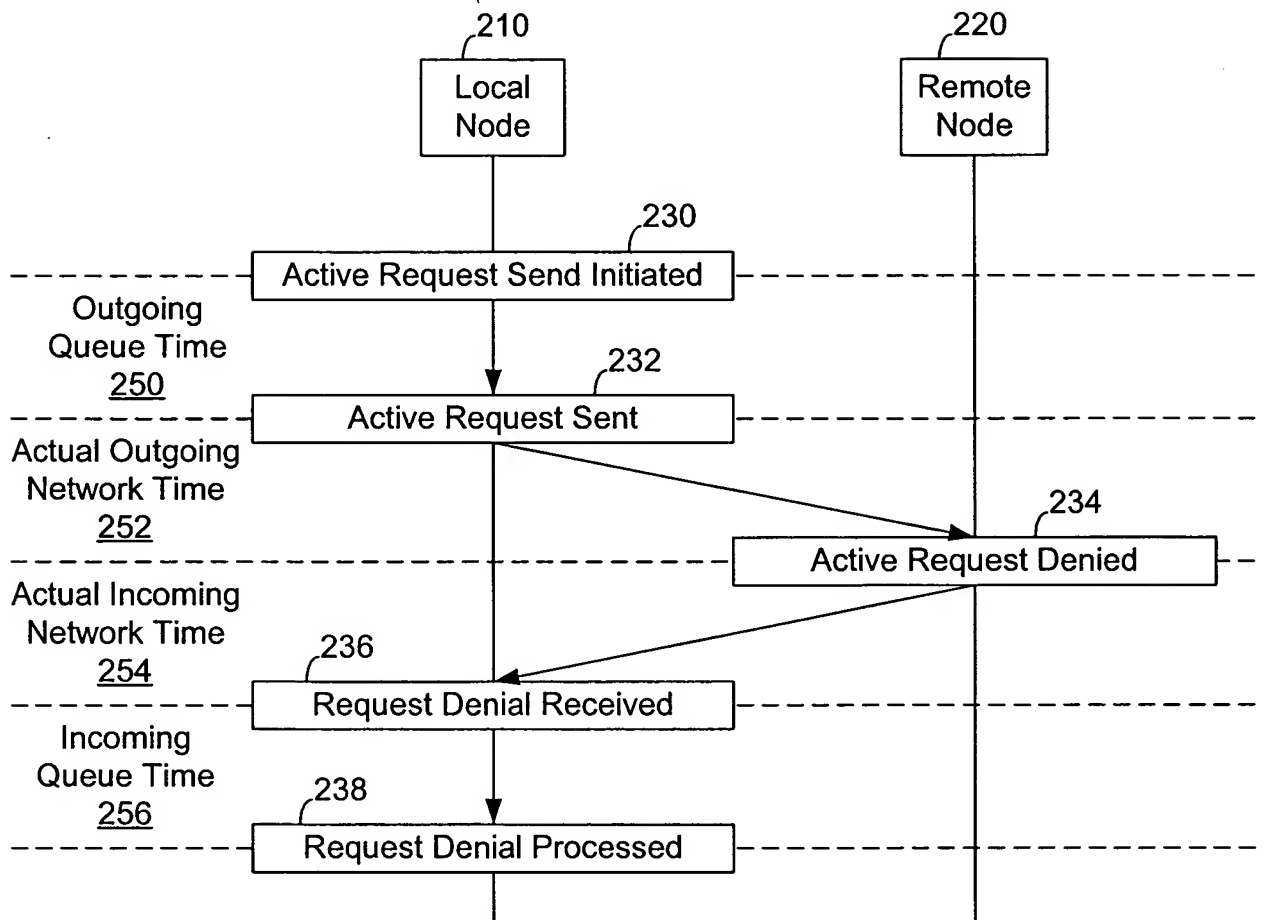 210
220
Local
Node
Remote
Node
230
Active Request Send Initiated
Outgoing
Queue Time
250
232
Active Request Sent
Actual Outgoing
Network Time
252
234
Active Request Denied
Actual Incoming
Network Time
254
236
Request Denial Received
Incoming
Queue Time
256
238
Request Denial Processed